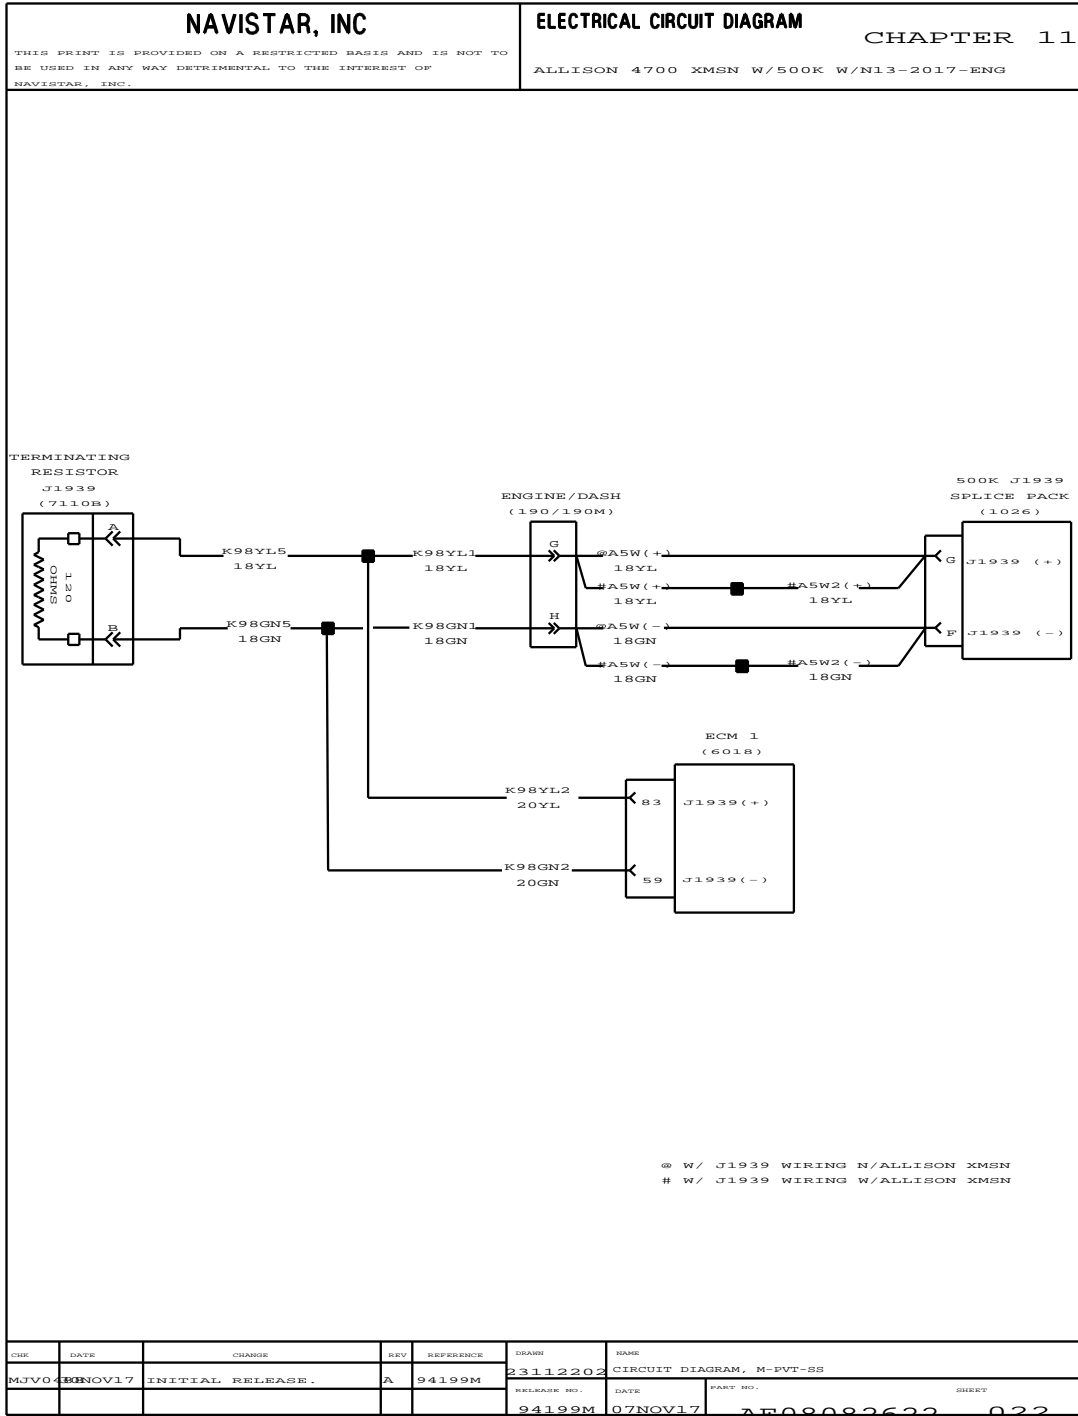 NAVISTAR, INC
THIS PRINT IS PROVIDED ON A RESTRICTED BASIS AND IS NOT TO
BE USED IN ANY WAY DETRIMENTAL TO THE INTEREST OF
NAVISTAR, INC.
ELECTRICAL CIRCUIT DIAGRAM
CHAPTER 11
ALLISON 4700 XMSN W/500K W/N13-2017-ENG
TERMINATING
RESISTOR
J1939
(7110B)
A
120
OHMS
B
K98YL5
18YL
K98GN5
18GN
K98YL1
18YL
K98GN1
18GN
ENGINE/DASH
(190/190M)
G
H
@A5W(+)
18YL
#A5W(+)
18YL
#A5W2(+)
18YL
@A5W(-)
18GN
#A5W(-)
18GN
#A5W2(-)
18GN
500K J1939
SPLICE PACK
(1026)
G
J1939 (+)
F
J1939 (-)
ECM 1
(6018)
K98YL2
20YL
83
J1939(+)
K98GN2
20GN
59
J1939(-)
@ W/ J1939 WIRING N/ALLISON XMSN
# W/ J1939 WIRING W/ALLISON XMSN
CHK
DATE
CHANGE
REV
REFERENCE
INITIAL RELEASE.
A
94199M
DRAWN
23112202
NAME
CIRCUIT DIAGRAM, M-PVT-SS
RELEASE NO.
94199M
DATE
07NOV17
PART NO.
AE08082622
SHEET
022